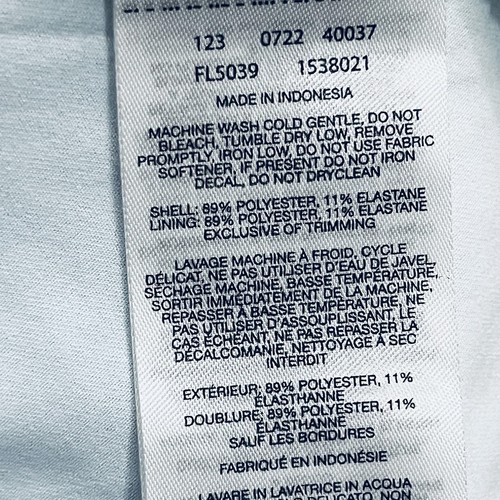 123 0722 40037
FL5039 1538021
MADE IN INDONESIA
MACHINE WASH COLD GENTLE, DO NOT
BLEACH, TUMBLE DRY LOW, REMOVE
PROMPTLY, IRON LOW, DO NOT USE FABRIC
SOFTENER, IF PRESENT DO NOT IRON
DECAL, DO NOT DRYCLEAN
SHELL: 89% POLYESTER, 11% ELASTANE
LINING: 89% POLYESTER, 11% ELASTANE
EXCLUSIVE OF TRIMMING
LAVAGE MACHINE À FROID, CYCLE
DÉLICAT, NE PAS UTILISER D'EAU DE JAVEL,
SÉCHAGE MACHINE, BASSE TEMPÉRATURE,
SORTIR IMMÉDIATEMENT DE LA MACHINE,
REPASSER À BASSE TEMPÉRATURE, NE
PAS UTILISER D'ASSOUPLISSANT, LE
CAS ÉCHÉANT, NE PAS REPASSER LA
DÉCALCOMANIE, NETTOYAGE À SEC
INTERDIT
EXTÉRIEUR: 89% POLYESTER, 11%
ÉLASTHANNE
DOUBLURE: 89% POLYESTER, 11%
ÉLASTHANNE
SAUF LES BORDURES
FABRIQUÉ EN INDONÉSIE
LAVARE IN LAVATRICE IN ACQUA